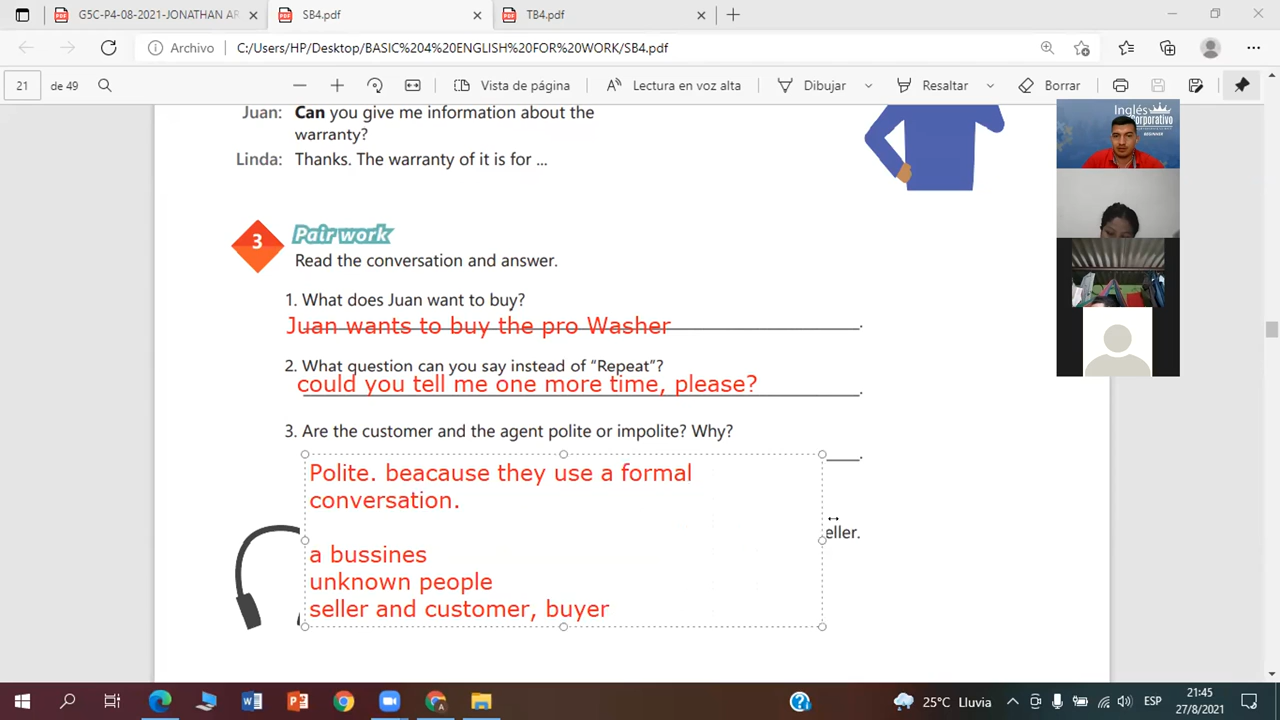 G5C-P4-08-2021-JONATHAN AR
SB4.pdf
TB4.pdf
Archivo
C:/Users/HP/Desktop/BASIC%204%20ENGLISH%20FOR%20WORK/SB4.pdf
21 de 49
Vista de página
Lectura en voz alta
Dibujar
Resaltar
Borrar
Juan: Can you give me information about the
warranty?
Linda: Thanks. The warranty of it is for ...
Inglés
Corporativo
BEGINNER
3 Pair work
Read the conversation and answer.
1. What does Juan want to buy?
Juan wants to buy the pro Washer
2. What question can you say instead of “Repeat”?
could you tell me one more time, please?
3. Are the customer and the agent polite or impolite? Why?
Polite. beacause they use a formal
conversation.
eller.
a bussines
unknown people
seller and customer, buyer
25°C Lluvia
ESP
21:45
27/8/2021